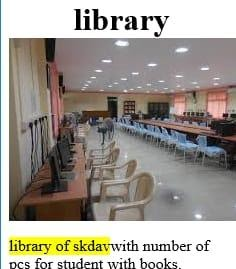 library
library of skdavwith number of
pcs for student with books.